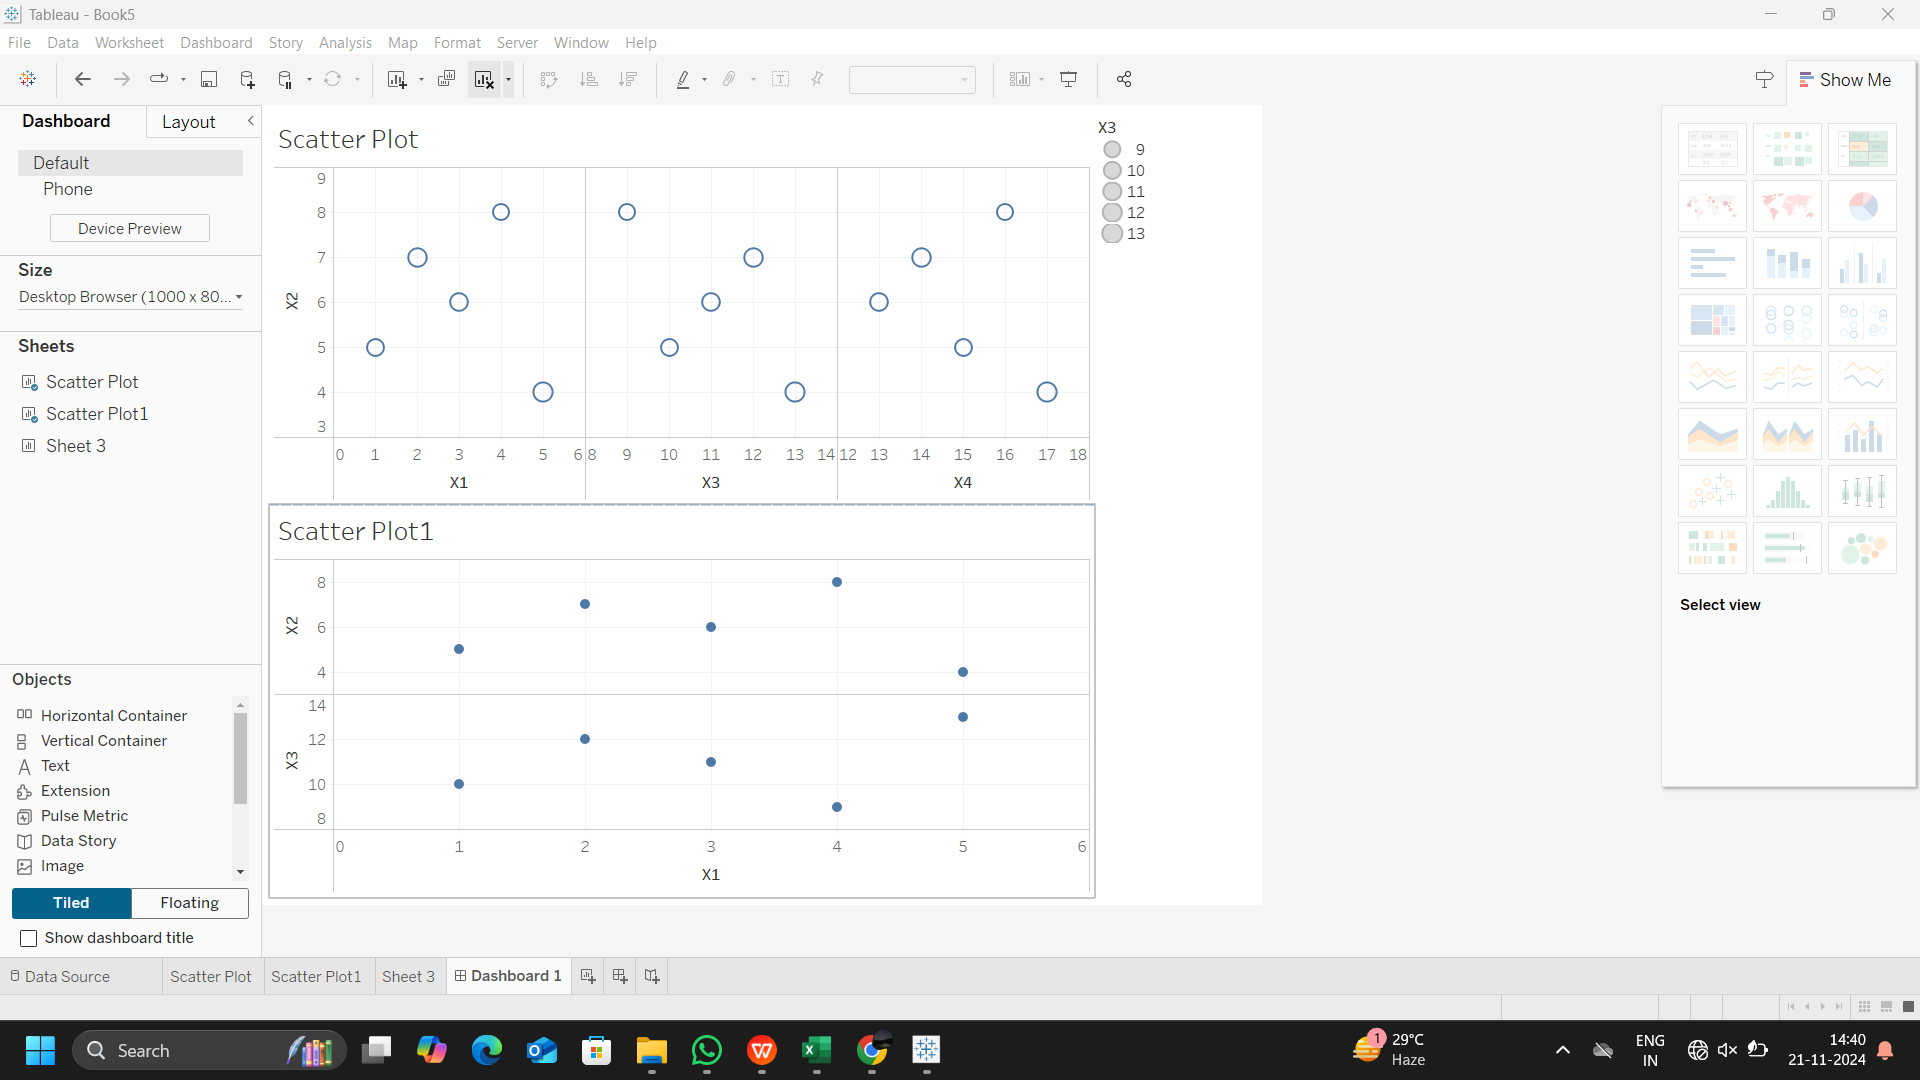 Tableau - Book5
File Data Worksheet Dashboard Story Analysis Map Format Server Window Help
Show Me
Dashboard
Layout
Default
Phone
Device Preview
Size
Desktop Browser (1000 x 80...
Sheets
Scatter Plot
Scatter Plot1
Sheet 3
Objects
Horizontal Container
Vertical Container
Text
Extension
Pulse Metric
Data Story
Image
Tiled
Floating
Show dashboard title
Scatter Plot
X2
9
8
7
6
5
4
3
0 1 2 3 4 5 6 8 9 10 11 12 13 14 12 13 14 15 16 17 18
X1 X3 X4
X3
9
10
11
12
13
Scatter Plot1
X2
8
6
4
X3
14
12
10
8
0 1 2 3 4 5 6
X1
Select view
Data Source Scatter Plot Scatter Plot1 Sheet 3 Dashboard 1
Search
1
29°C
Haze
ENG
IN
14:40
21-11-2024